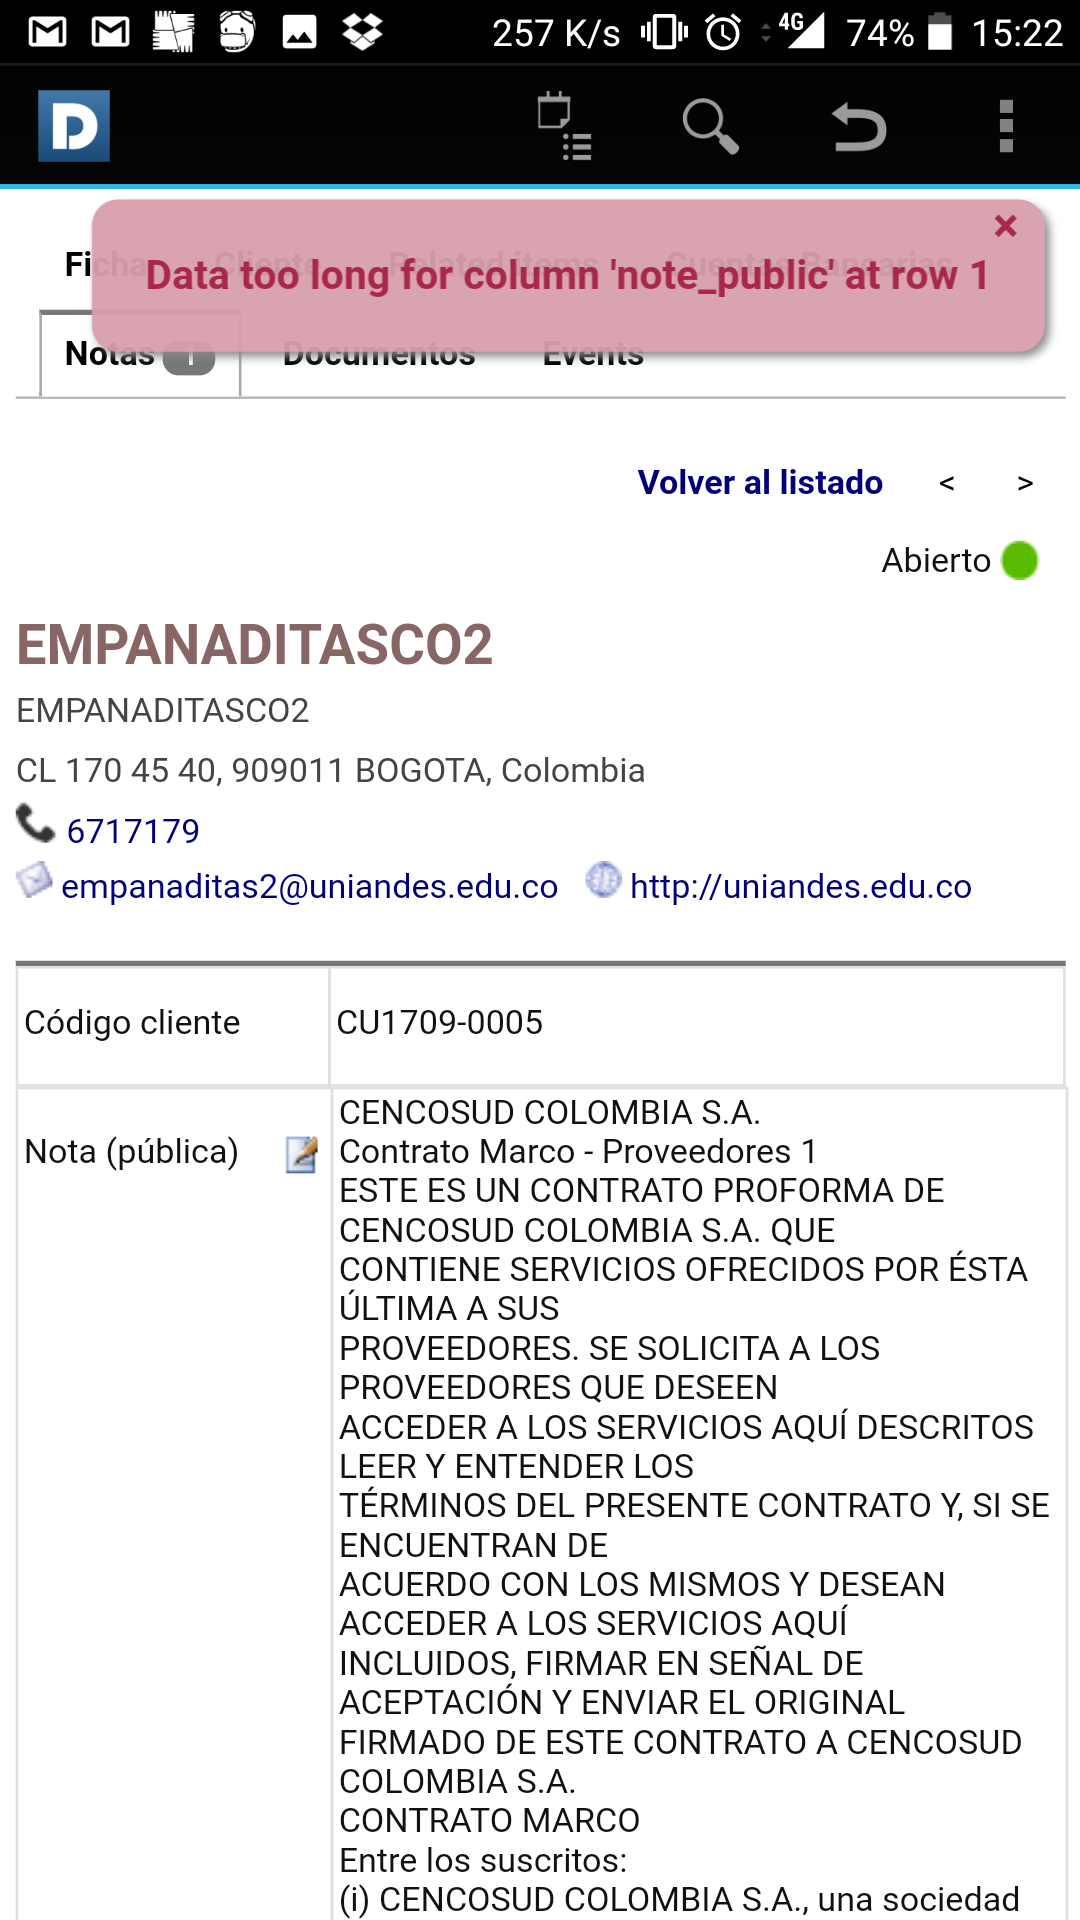 257 K/s 4G 74% 15:22
D
Ficha Cliente Related items Cuentas Bancarias
Data too long for column 'note_public' at row 1
×
Notas 1 Documentos Events
Volver al listado < >
Abierto
EMPANADITASCO2
EMPANADITASCO2
CL 170 45 40, 909011 BOGOTA, Colombia
6717179
empanaditas2@uniandes.edu.co http://uniandes.edu.co
Código cliente CU1709-0005
Nota (pública)
CENCOSUD COLOMBIA S.A.
Contrato Marco - Proveedores 1
ESTE ES UN CONTRATO PROFORMA DE
CENCOSUD COLOMBIA S.A. QUE
CONTIENE SERVICIOS OFRECIDOS POR ÉSTA
ÚLTIMA A SUS
PROVEEDORES. SE SOLICITA A LOS
PROVEEDORES QUE DESEEN
ACCEDER A LOS SERVICIOS AQUÍ DESCRITOS
LEER Y ENTENDER LOS
TÉRMINOS DEL PRESENTE CONTRATO Y, SI SE
ENCUENTRAN DE
ACUERDO CON LOS MISMOS Y DESEAN
ACCEDER A LOS SERVICIOS AQUÍ
INCLUIDOS, FIRMAR EN SEÑAL DE
ACEPTACIÓN Y ENVIAR EL ORIGINAL
FIRMADO DE ESTE CONTRATO A CENCOSUD
COLOMBIA S.A.
CONTRATO MARCO
Entre los suscritos:
(i) CENCOSUD COLOMBIA S.A., una sociedad